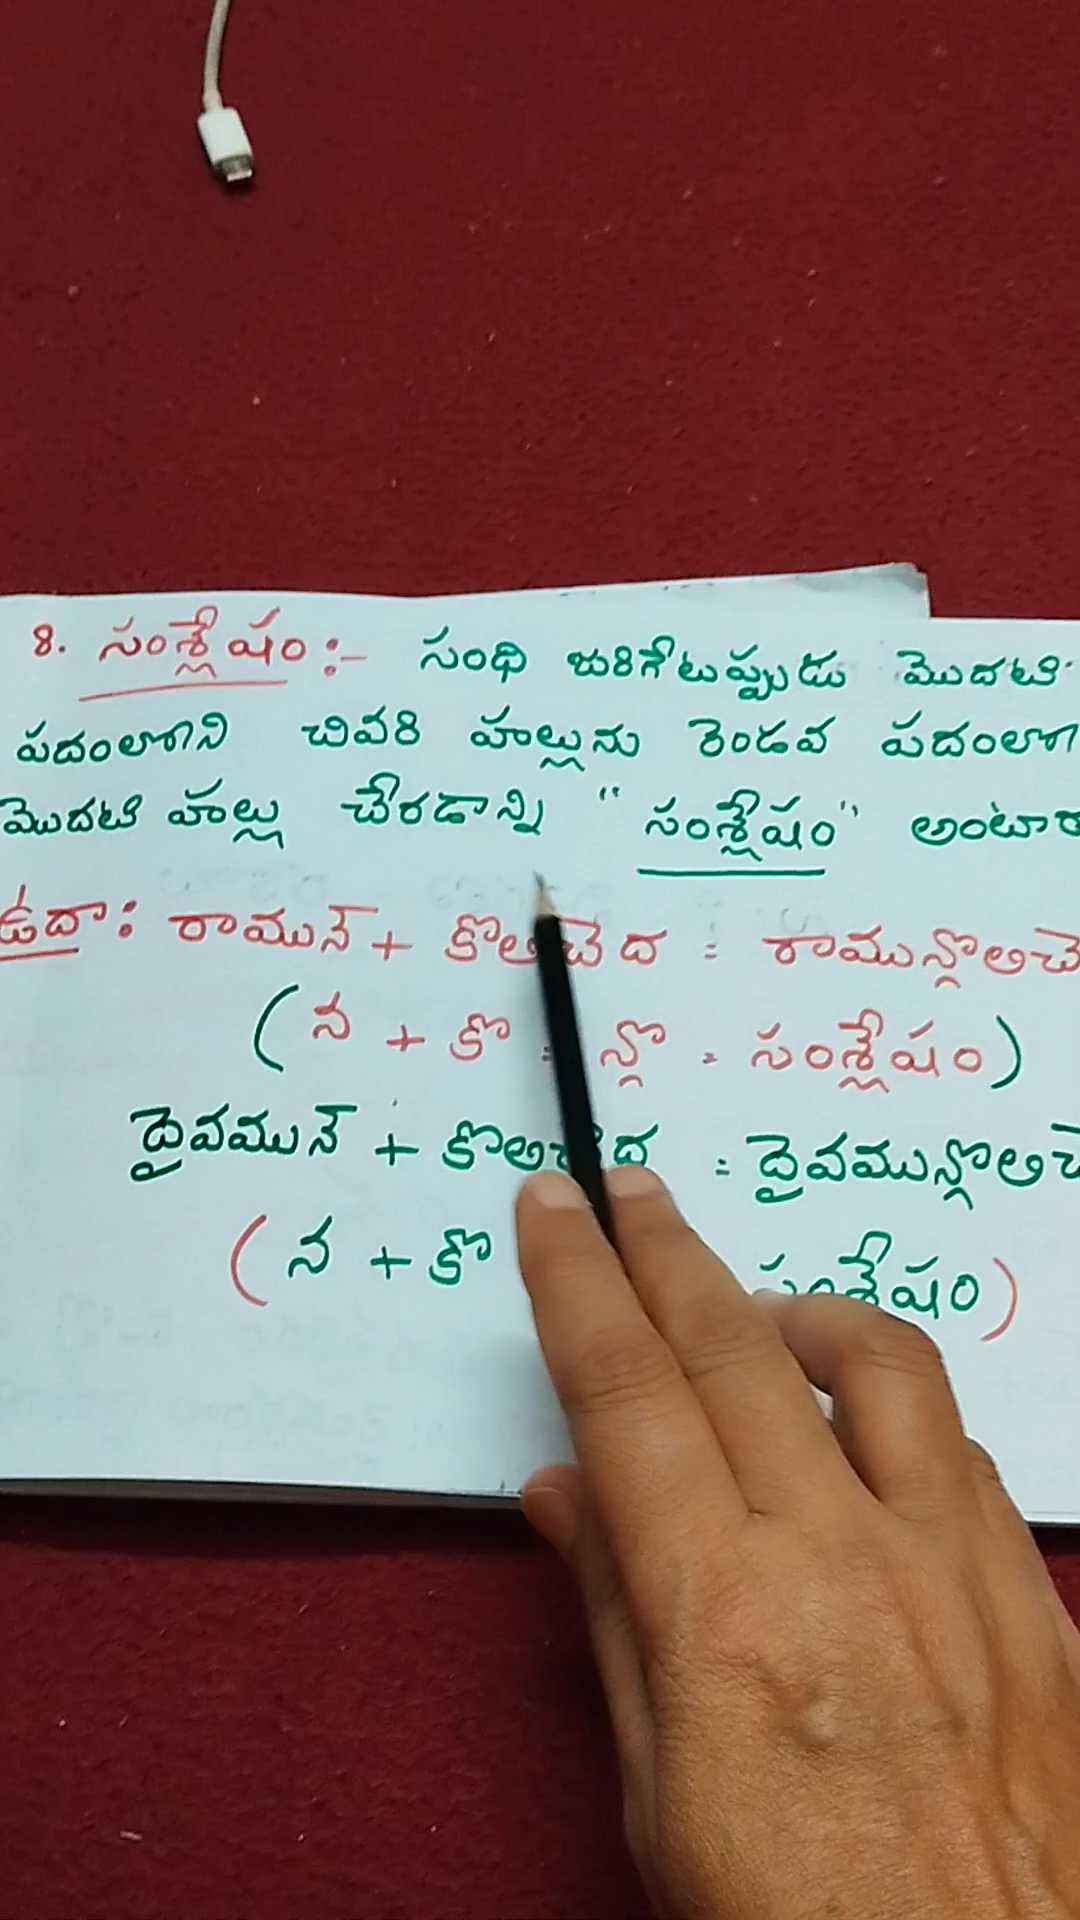 8. సంశ్లేషం :- సంధి జరిగేటప్పుడు మొదటి
పదంలోని చివరి హల్లును రెండవ పదంలో
మొదటి హల్లు చేరడాన్ని "సంశ్లేషం"
ఉదా: రామునే + కొలిచెద = రామున్గొలిచె
(న + కొ = న్గొ = సంశ్లేషం)
దైవమునే + = దైవమున్గొలిచె
(న + కొ సంశ్లేషం)